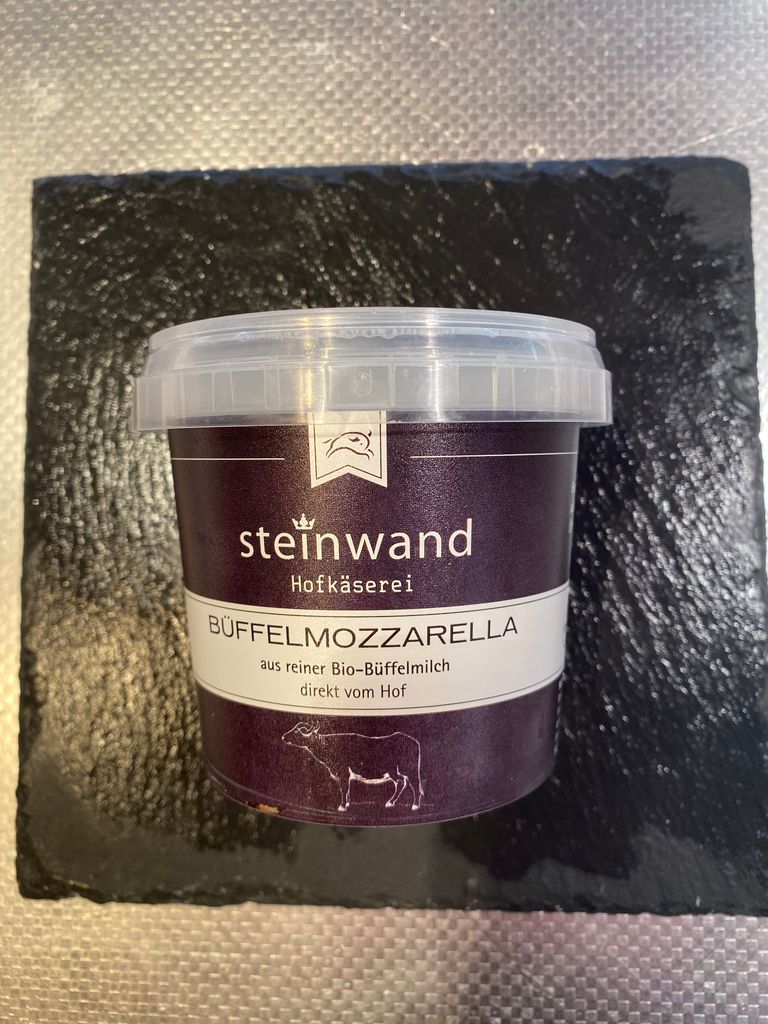 steinwand
Hofkäserei
BÜFFELMOZZARELLA
aus reiner Bio-Büffelmilch
direkt vom Hof